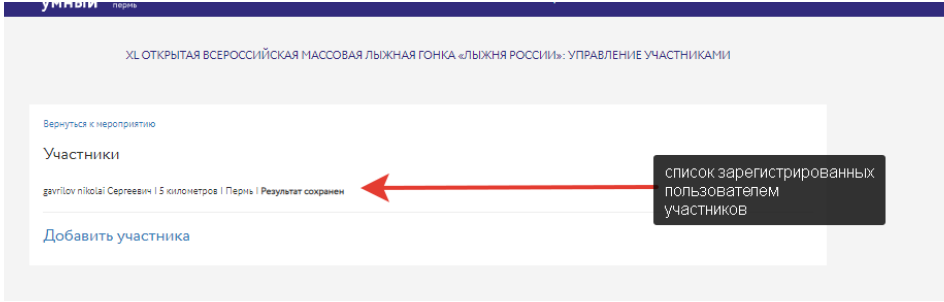 умный пермь
XL ОТКРЫТАЯ ВСЕРОССИЙСКАЯ МАССОВАЯ ЛЫЖНАЯ ГОНКА «ЛЫЖНЯ РОССИИ»: УПРАВЛЕНИЕ УЧАСТНИКАМИ
Вернуться к мероприятию
Участники
gavrilov nikolai Сергеевич | 5 километров | Пермь | Результат сохранен
список зарегистрированных
пользователем
участников
Добавить участника